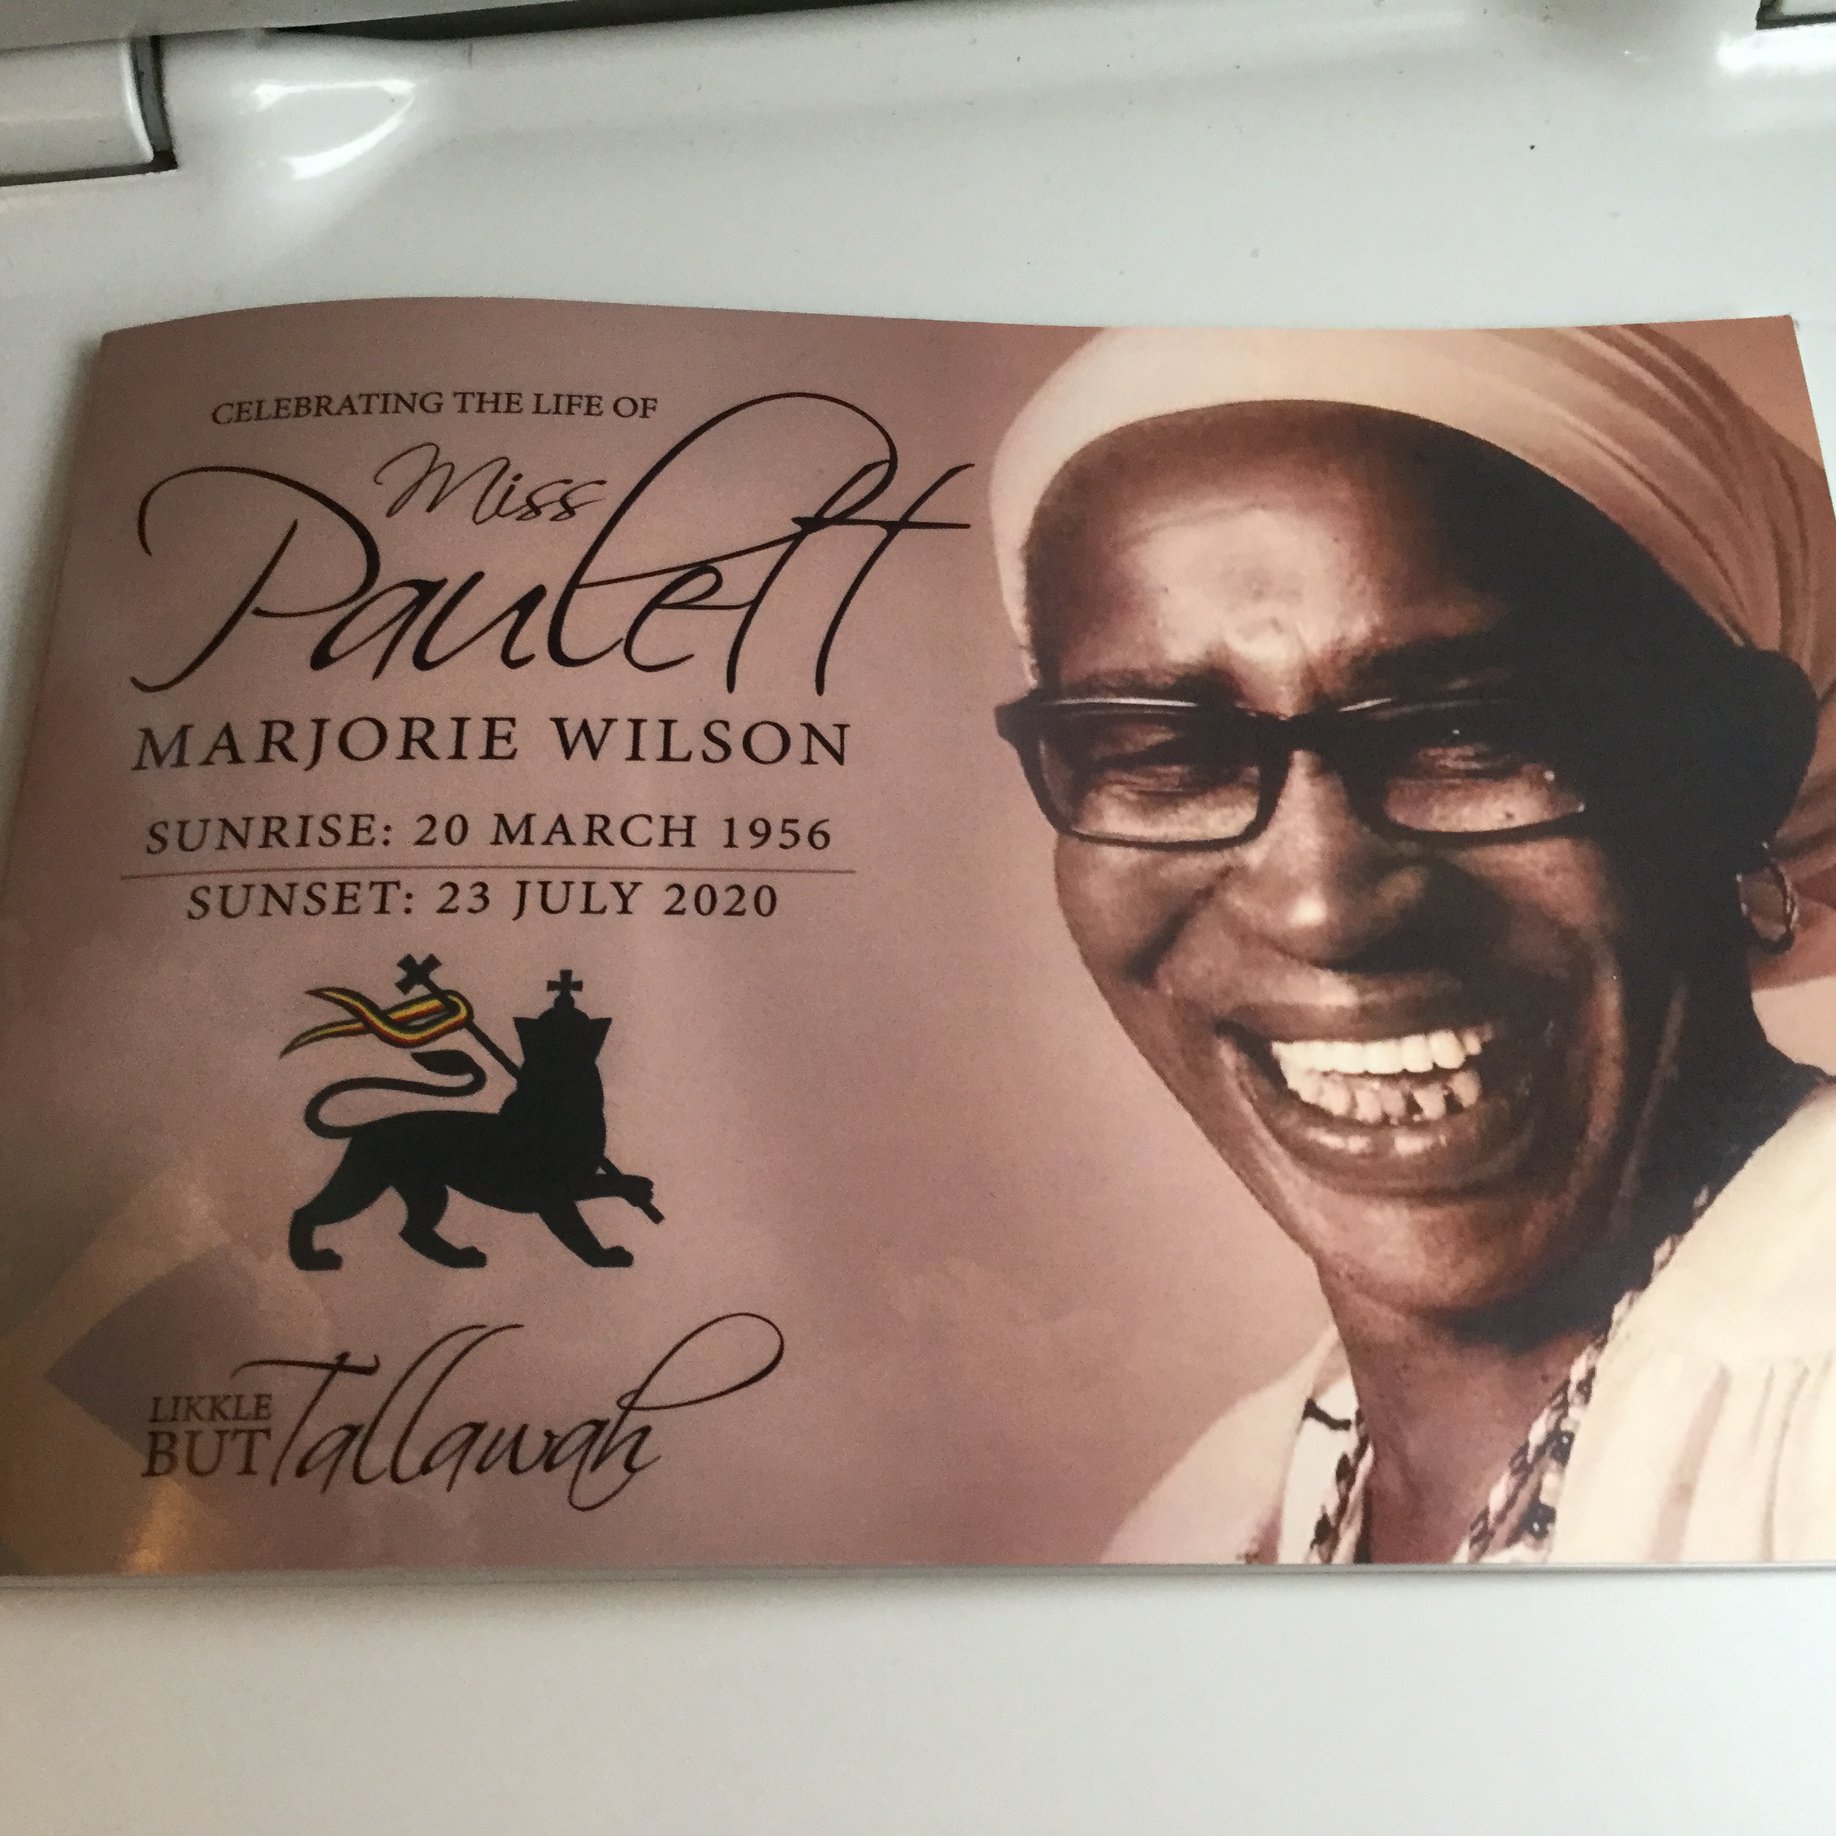 CELEBRATING THE LIFE OF
Miss
Paulett
MARJORIE WILSON
SUNRISE: 20 MARCH 1956
SUNSET: 23 JULY 2020
LIKKLE
BUT Tallawah